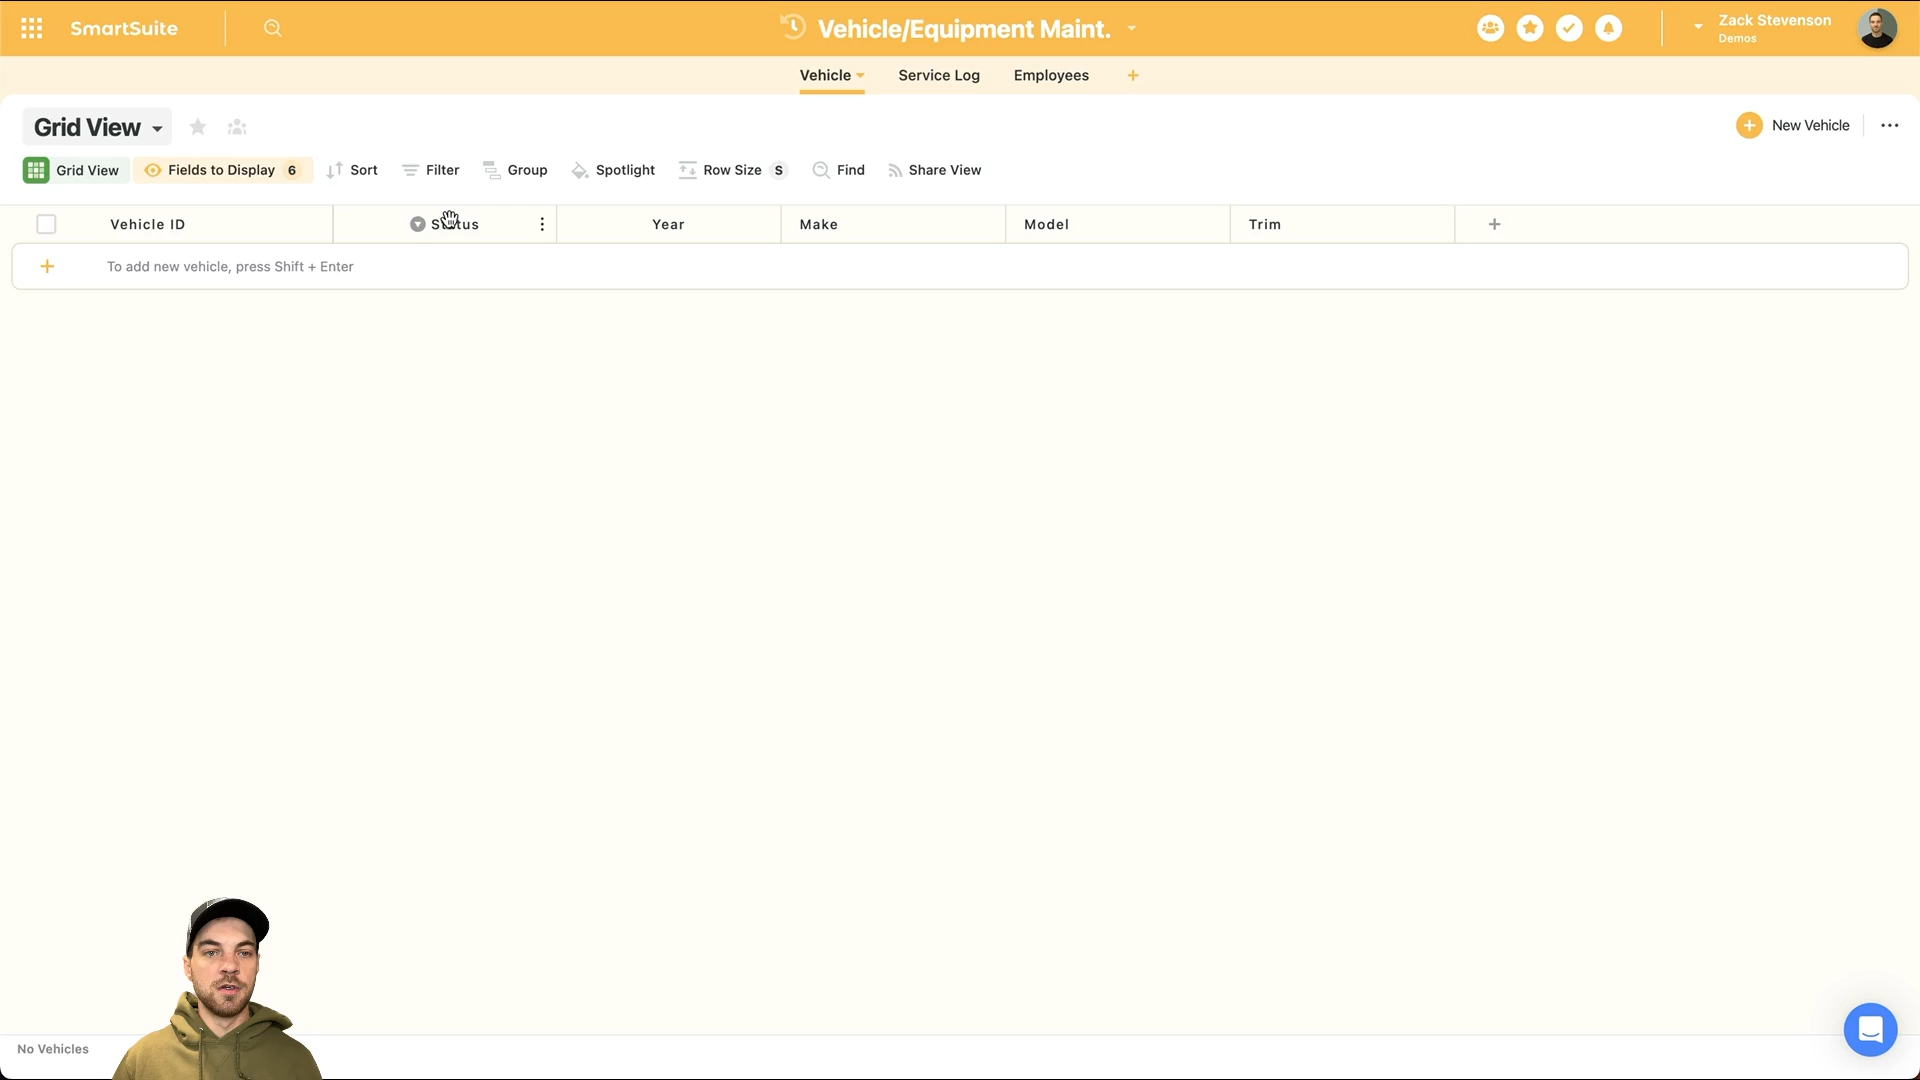 SmartSuite
Vehicle/Equipment Maint.
Zack Stevenson
Demos
Vehicle
Service Log
Employees
Grid View
New Vehicle
Grid View
Fields to Display 6
Sort
Filter
Group
Spotlight
Row Size S
Find
Share View
Vehicle ID
Status
Year
Make
Model
Trim
To add new vehicle, press Shift + Enter
No Vehicles